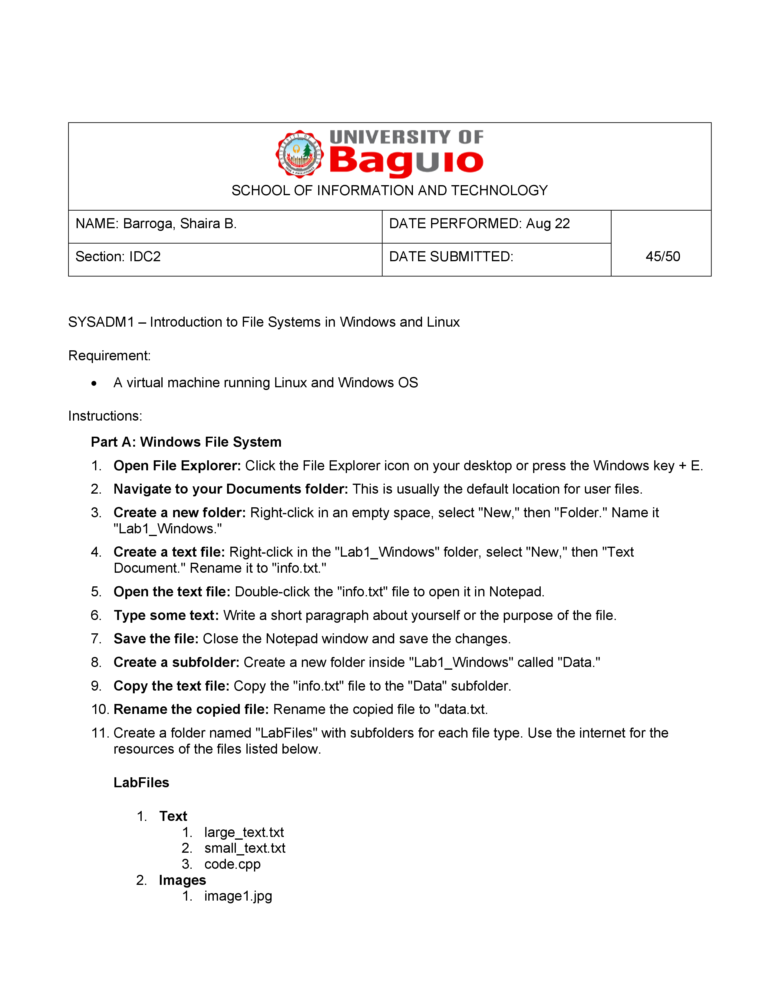 UNIVERSITY OF BAGUIO
1948 • PHILIPPINES
UNIVERSITY OF
Baguio
SCHOOL OF INFORMATION AND TECHNOLOGY
NAME: Barroga, Shaira B.
DATE PERFORMED: Aug 22
Section: IDC2
DATE SUBMITTED:
45/50
SYSADM1 – Introduction to File Systems in Windows and Linux
Requirement:
• A virtual machine running Linux and Windows OS
Instructions:
Part A: Windows File System
1. Open File Explorer: Click the File Explorer icon on your desktop or press the Windows key + E.
2. Navigate to your Documents folder: This is usually the default location for user files.
3. Create a new folder: Right-click in an empty space, select "New," then "Folder." Name it
"Lab1_Windows."
4. Create a text file: Right-click in the "Lab1_Windows" folder, select "New," then "Text
Document." Rename it to "info.txt."
5. Open the text file: Double-click the "info.txt" file to open it in Notepad.
6. Type some text: Write a short paragraph about yourself or the purpose of the file.
7. Save the file: Close the Notepad window and save the changes.
8. Create a subfolder: Create a new folder inside "Lab1_Windows" called "Data."
9. Copy the text file: Copy the "info.txt" file to the "Data" subfolder.
10. Rename the copied file: Rename the copied file to "data.txt.
11. Create a folder named "LabFiles" with subfolders for each file type. Use the internet for the
resources of the files listed below.
LabFiles
1. Text
1. large_text.txt
2. small_text.txt
3. code.cpp
2. Images
1. image1.jpg